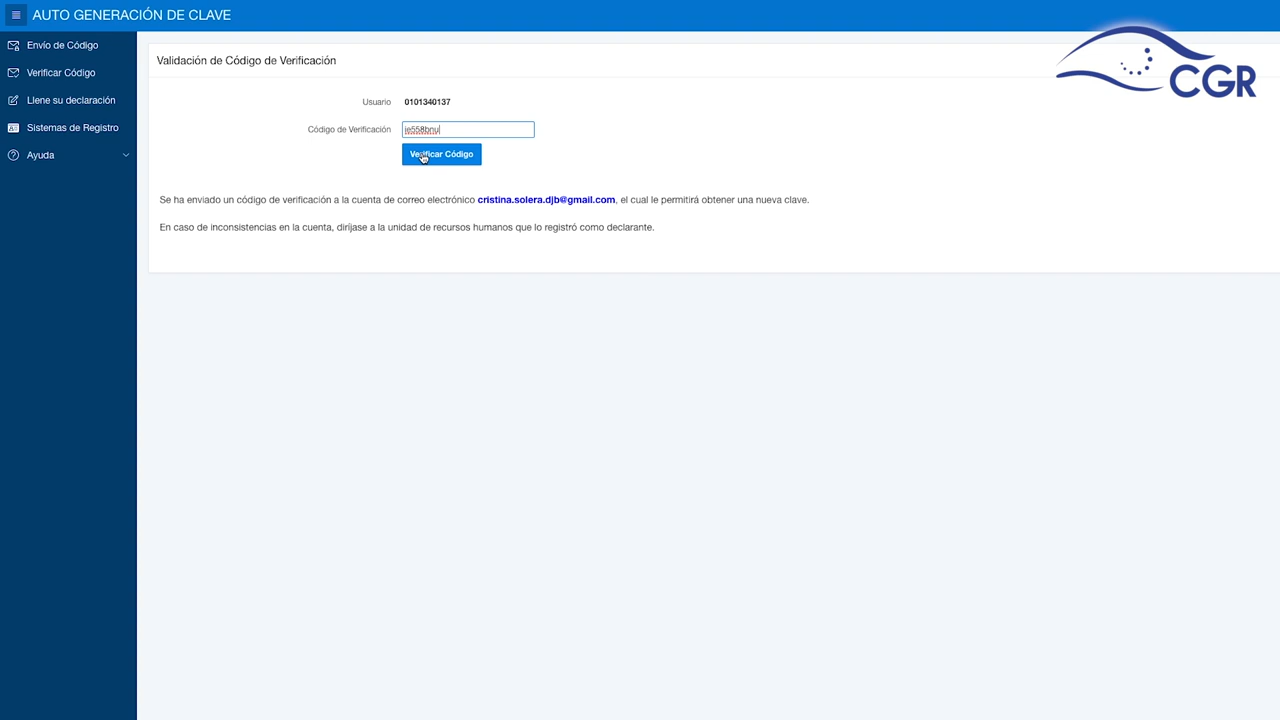 AUTO GENERACIÓN DE CLAVE
CGR
Envío de Código
Verificar Código
Llene su declaración
Sistemas de Registro
Ayuda
Validación de Código de Verificación
Usuario 0101340137
Código de Verificación ie558bnu
Verificar Código
Se ha enviado un código de verificación a la cuenta de correo electrónico cristina.solera.djb@gmail.com, el cual le permitirá obtener una nueva clave.
En caso de inconsistencias en la cuenta, diríjase a la unidad de recursos humanos que lo registró como declarante.